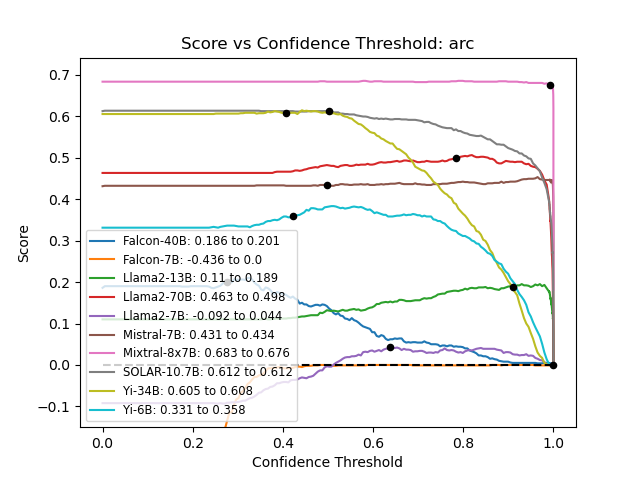 Score vs Confidence Threshold: arc
0.7
0.6
0.5
0.4
0.3
0.2
0.1
0.0
−0.1
Score
Falcon-40B: 0.186 to 0.201
Falcon-7B: -0.436 to 0.0
Llama2-13B: 0.11 to 0.189
Llama2-70B: 0.463 to 0.498
Llama2-7B: -0.092 to 0.044
Mistral-7B: 0.431 to 0.434
Mixtral-8x7B: 0.683 to 0.676
SOLAR-10.7B: 0.612 to 0.612
Yi-34B: 0.605 to 0.608
Yi-6B: 0.331 to 0.358
0.0 0.2 0.4 0.6 0.8 1.0
Confidence Threshold